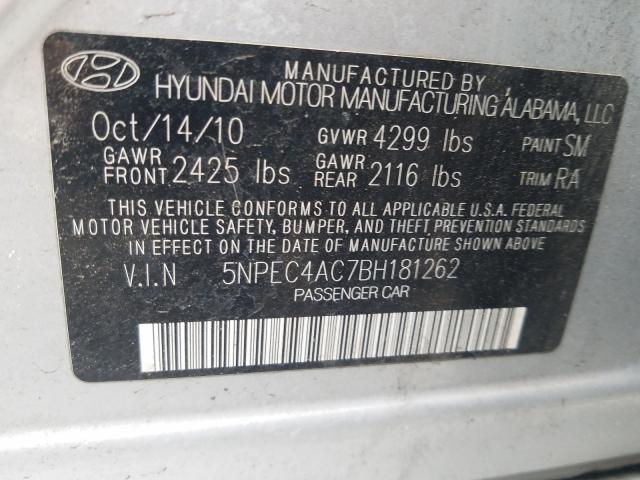 MANUFACTURED BY
HYUNDAI MOTOR MANUFACTURING ALABAMA, LLC
Oct/14/10 GVWR 4299 lbs PAINT SM
GAWR FRONT 2425 lbs GAWR REAR 2116 lbs TRIM RA
THIS VEHICLE CONFORMS TO ALL APPLICABLE U.S.A. FEDERAL
MOTOR VEHICLE SAFETY, BUMPER, AND THEFT PREVENTION STANDARDS
IN EFFECT ON THE DATE OF MANUFACTURE SHOWN ABOVE.
V.I.N 5NPEC4AC7BH181262
PASSENGER CAR